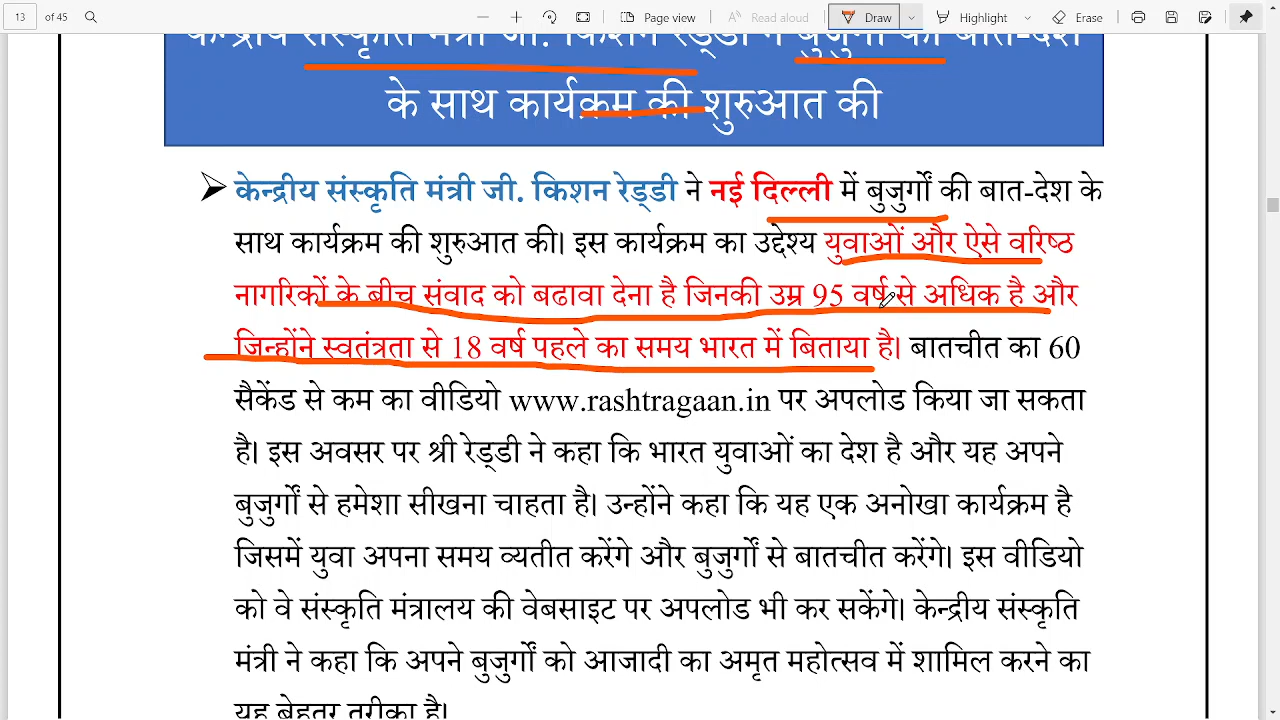 13 of 45 Page view Read aloud Draw Highlight Erase
केन्द्रीय संस्कृति मंत्री जी. किशन रेड्डी ने बुजुर्गों की बात-देश
के साथ कार्यक्रम की शुरुआत की
➢ केन्द्रीय संस्कृति मंत्री जी. किशन रेड्डी ने नई दिल्ली में बुजुर्गों की बात-देश के
साथ कार्यक्रम की शुरुआत की। इस कार्यक्रम का उद्देश्य युवाओं और ऐसे वरिष्ठ
नागरिकों के बीच संवाद को बढावा देना है जिनकी उम्र 95 वर्ष से अधिक है और
जिन्होंने स्वतंत्रता से 18 वर्ष पहले का समय भारत में बिताया है। बातचीत का 60
सैकेंड से कम का वीडियो www.rashtragaan.in पर अपलोड किया जा सकता
है। इस अवसर पर श्री रेड्डी ने कहा कि भारत युवाओं का देश है और यह अपने
बुजुर्गों से हमेशा सीखना चाहता है। उन्होंने कहा कि यह एक अनोखा कार्यक्रम है
जिसमें युवा अपना समय व्यतीत करेंगे और बुजुर्गों से बातचीत करेंगे। इस वीडियो
को वे संस्कृति मंत्रालय की वेबसाइट पर अपलोड भी कर सकेंगे। केन्द्रीय संस्कृति
मंत्री ने कहा कि अपने बुजुर्गों को आजादी का अमृत महोत्सव में शामिल करने का
यह बेहतर तरीका है।